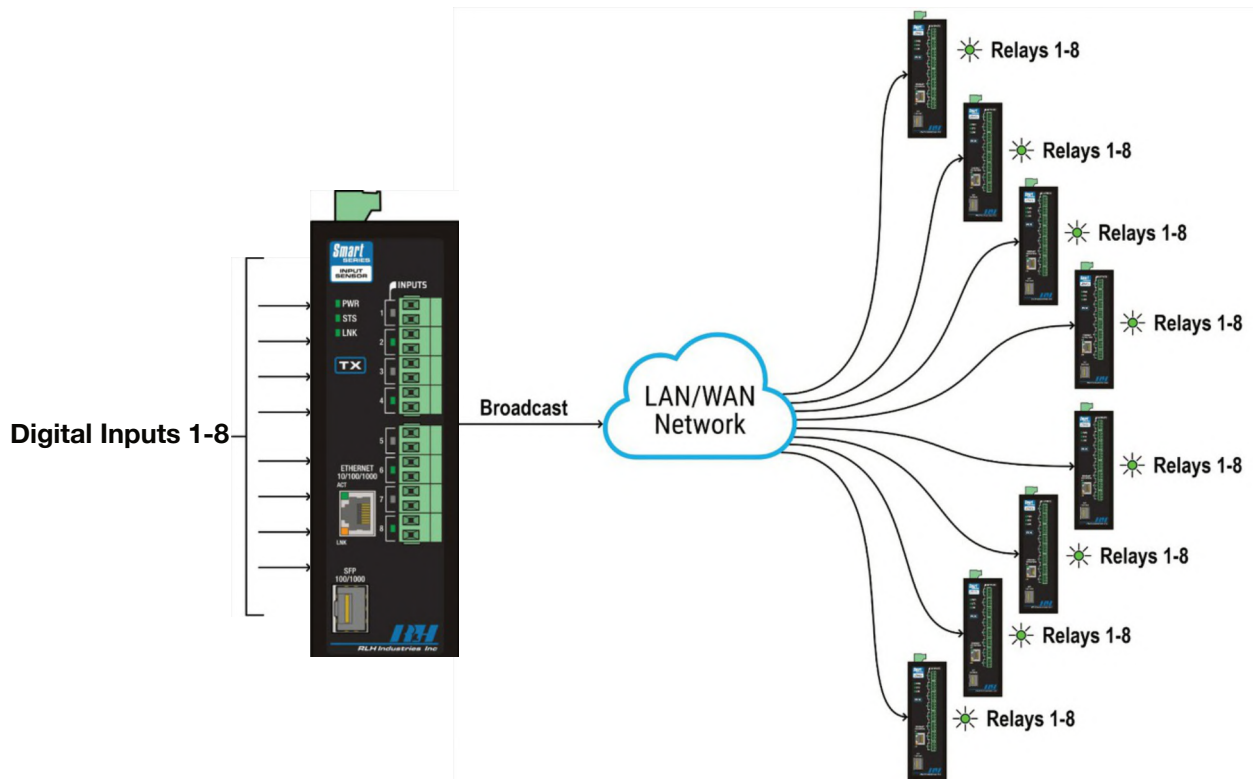 Digital Inputs 1-8
Smart
SERIES
INPUT
SENSOR
INPUTS
PWR
STS
LNK
TX
1
2
3
4
5
6
7
8
ETHERNET
10/100/1000
ACT
LNK
SFP
100/1000
RLH
RLH Industries Inc
Broadcast
LAN/WAN
Network
Relays 1-8
Relays 1-8
Relays 1-8
Relays 1-8
Relays 1-8
Relays 1-8
Relays 1-8
Relays 1-8